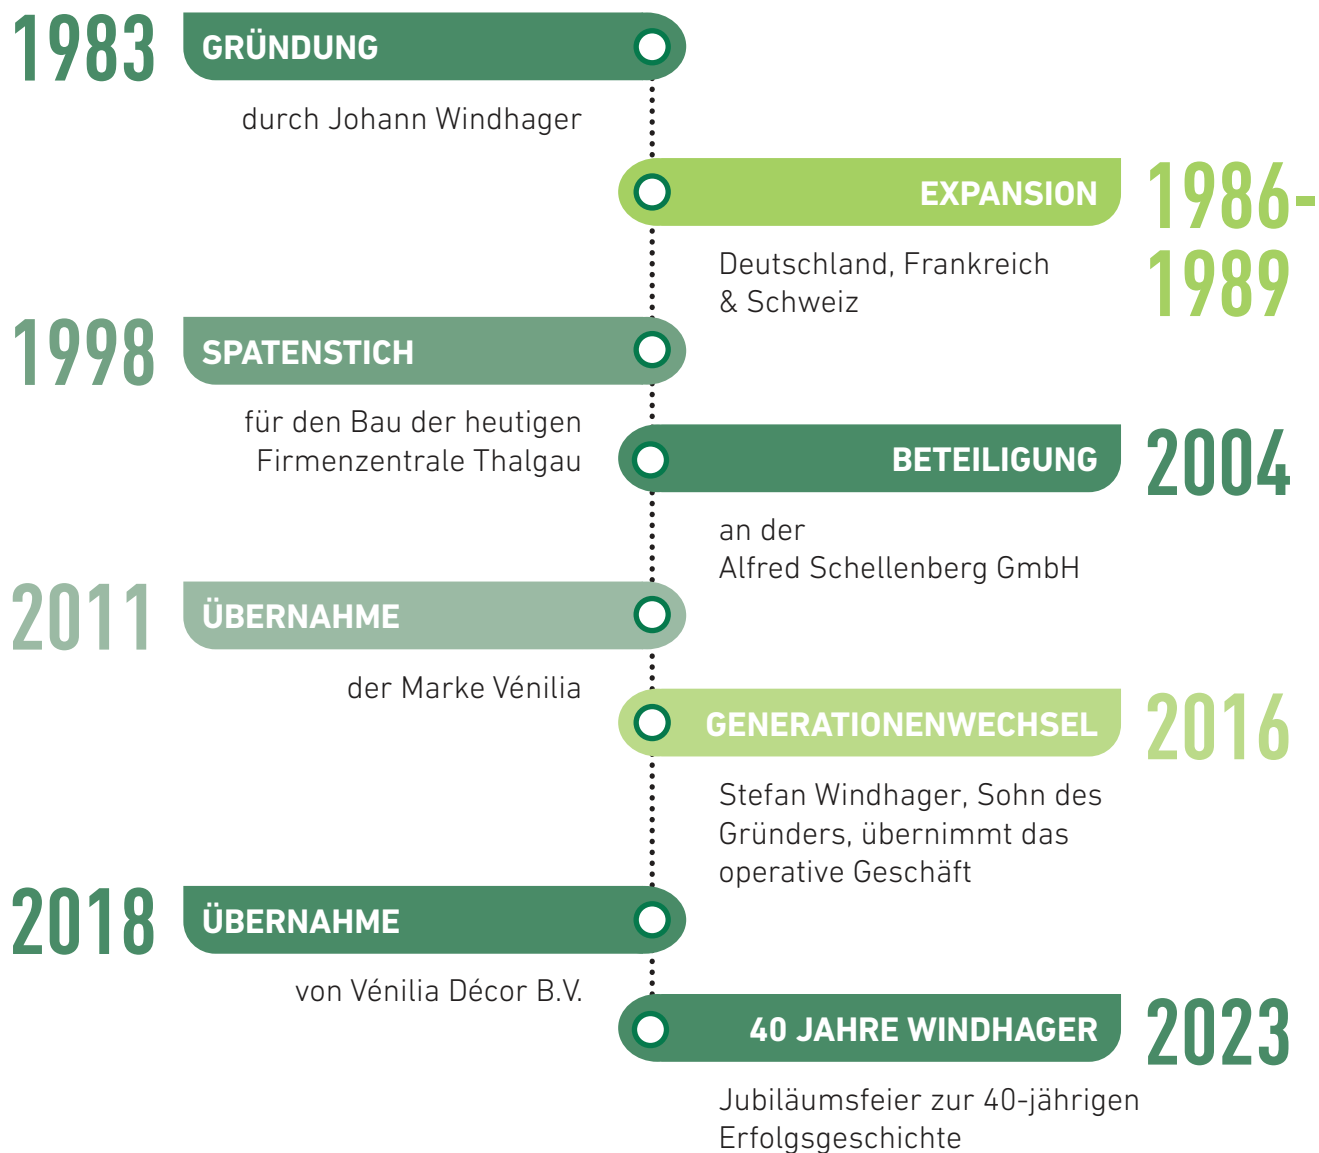 1983
GRÜNDUNG
durch Johann Windhager
EXPANSION
1986-
1989
Deutschland, Frankreich
& Schweiz
1998
SPATENSTICH
für den Bau der heutigen
Firmenzentrale Thalgau
BETEILIGUNG
2004
an der
Alfred Schellenberg GmbH
2011
ÜBERNAHME
der Marke Vénilia
GENERATIONENWECHSEL
2016
Stefan Windhager, Sohn des
Gründers, übernimmt das
operative Geschäft
2018
ÜBERNAHME
von Vénilia Décor B.V.
40 JAHRE WINDHAGER
2023
Jubiläumsfeier zur 40-jährigen
Erfolgsgeschichte